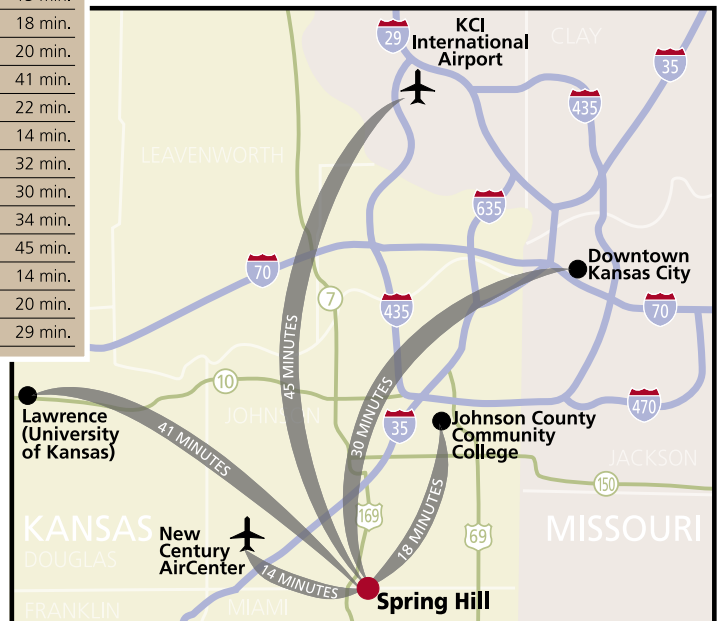 18 min.
20 min.
41 min.
22 min.
14 min.
32 min.
30 min.
34 min.
45 min.
14 min.
20 min.
29 min.
KCI
International
Airport
29
CLAY
35
435
LEAVENWORTH
635
Downtown
Kansas City
70
7
435
70
45 MINUTES
10
30 MINUTES
470
Lawrence
(University
of Kansas)
41 MINUTES
JOHNSON
35
Johnson County
Community
College
JACKSON
150
18 MINUTES
169
69
KANSAS
MISSOURI
DOUGLAS
New
Century
AirCenter
14 MINUTES
Spring Hill
FRANKLIN
MIAMI